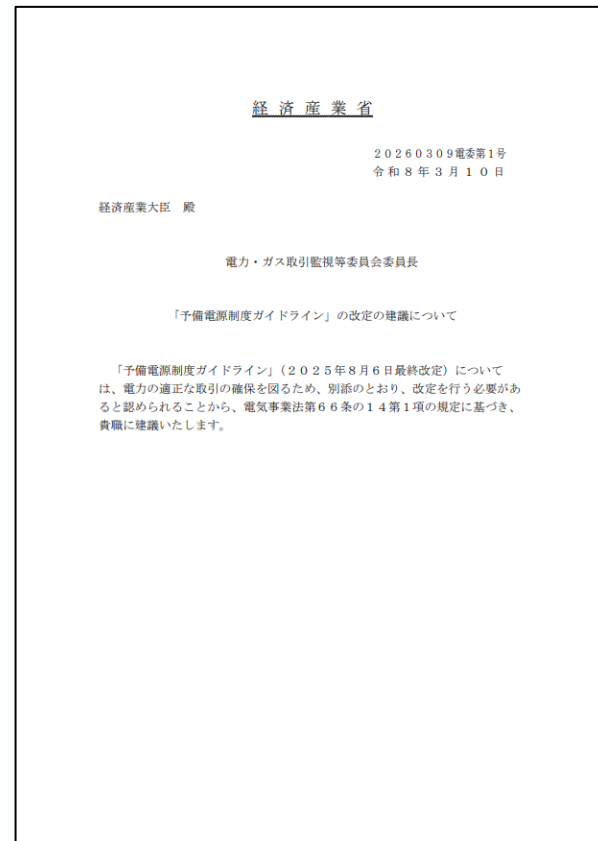 経済産業省
20260309電委第1号
令和8年3月10日
経済産業大臣　殿
電力・ガス取引監視等委員会委員長
「予備電源制度ガイドライン」の改定の建議について
「予備電源制度ガイドライン」（２０２５年８月６日最終改定）について
は、電力の適正な取引の確保を図るため、別添のとおり、改定を行う必要があ
ると認められることから、電気事業法第６６条の１４第１項の規定に基づき、
貴職に建議いたします。